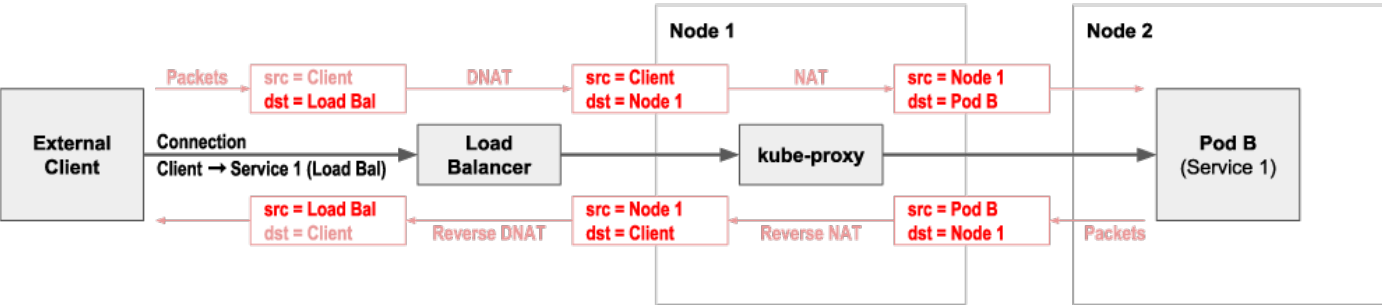 Node 1
Node 2
Packets
src = Client
dst = Load Bal
DNAT
src = Client
dst = Node 1
NAT
src = Node 1
dst = Pod B
External
Client
Connection
Client → Service 1 (Load Bal)
Load
Balancer
kube-proxy
Pod B
(Service 1)
src = Load Bal
dst = Client
Reverse DNAT
src = Node 1
dst = Client
Reverse NAT
src = Pod B
dst = Node 1
Packets